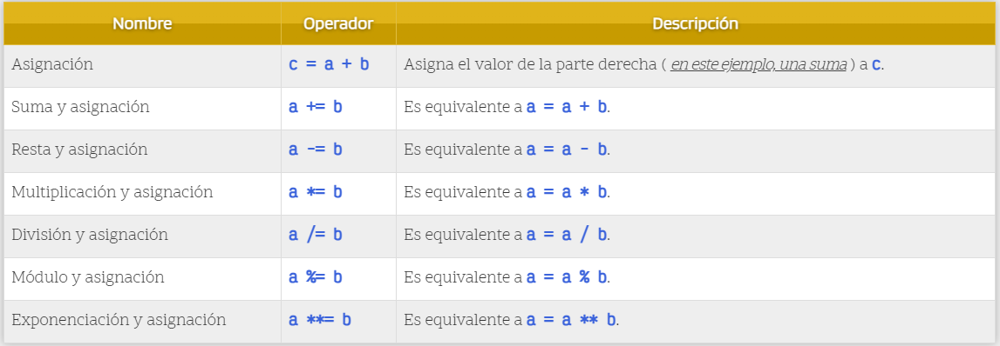 Nombre Operador Descripción
Asignación c = a + b Asigna el valor de la parte derecha ( en este ejemplo, una suma ) a c.
Suma y asignación a += b Es equivalente a a = a + b.
Resta y asignación a -= b Es equivalente a a = a - b.
Multiplicación y asignación a *= b Es equivalente a a = a * b.
División y asignación a /= b Es equivalente a a = a / b.
Módulo y asignación a %= b Es equivalente a a = a % b.
Exponenciación y asignación a **= b Es equivalente a a = a ** b.